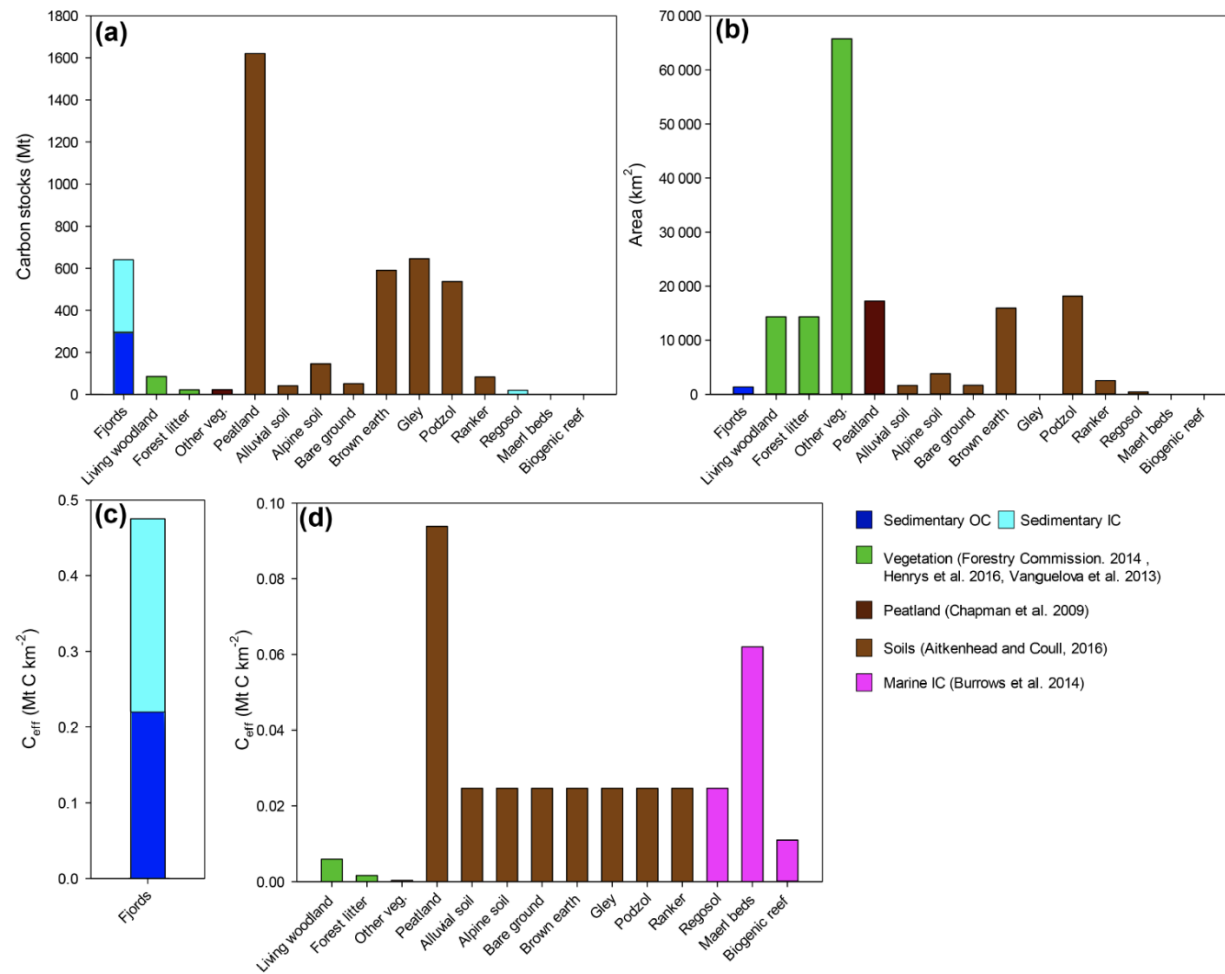 (a)
Carbon stocks (Mt)
1800
1600
1400
1200
1000
800
600
400
200
0
Fjords
Living woodland
Forest litter
Other veg.
Peatland
Alluvial soil
Alpine soil
Bare ground
Brown earth
Gley
Podzol
Ranker
Regosol
Maerl beds
Biogenic reef
(b)
Area (km²)
70 000
60 000
50 000
40 000
30 000
20 000
10 000
0
Fjords
Living woodland
Forest litter
Other veg.
Peatland
Alluvial soil
Alpine soil
Bare ground
Brown earth
Gley
Podzol
Ranker
Regosol
Maerl beds
Biogenic reef
(c)
C_eff (Mt C km⁻²)
0.5
0.4
0.3
0.2
0.1
0.0
Fjords
(d)
C_eff (Mt C km⁻²)
0.10
0.08
0.06
0.04
0.02
0.00
Living woodland
Forest litter
Other veg.
Peatland
Alluvial soil
Alpine soil
Bare ground
Brown earth
Gley
Podzol
Ranker
Regosol
Maerl beds
Biogenic reef
Sedimentary OC Sedimentary IC
Vegetation (Forestry Commission. 2014 ,
Henrys et al. 2016, Vanguelova et al. 2013)
Peatland (Chapman et al. 2009)
Soils (Aitkenhead and Coull, 2016)
Marine IC (Burrows et al. 2014)